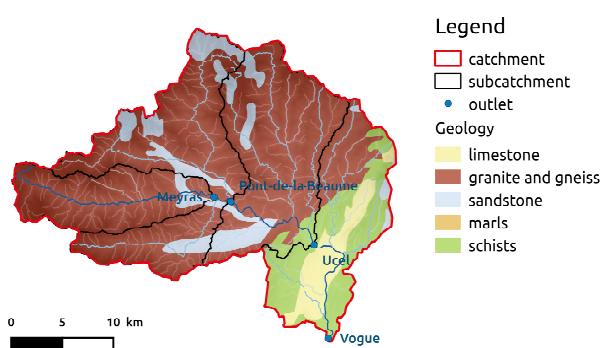 Legend
catchment
subcatchment
outlet
Geology
limestone
granite and gneiss
sandstone
marls
schists
Pont-de-la-Beaume
Meyras
Ucel
Vogue
0 5 10 km